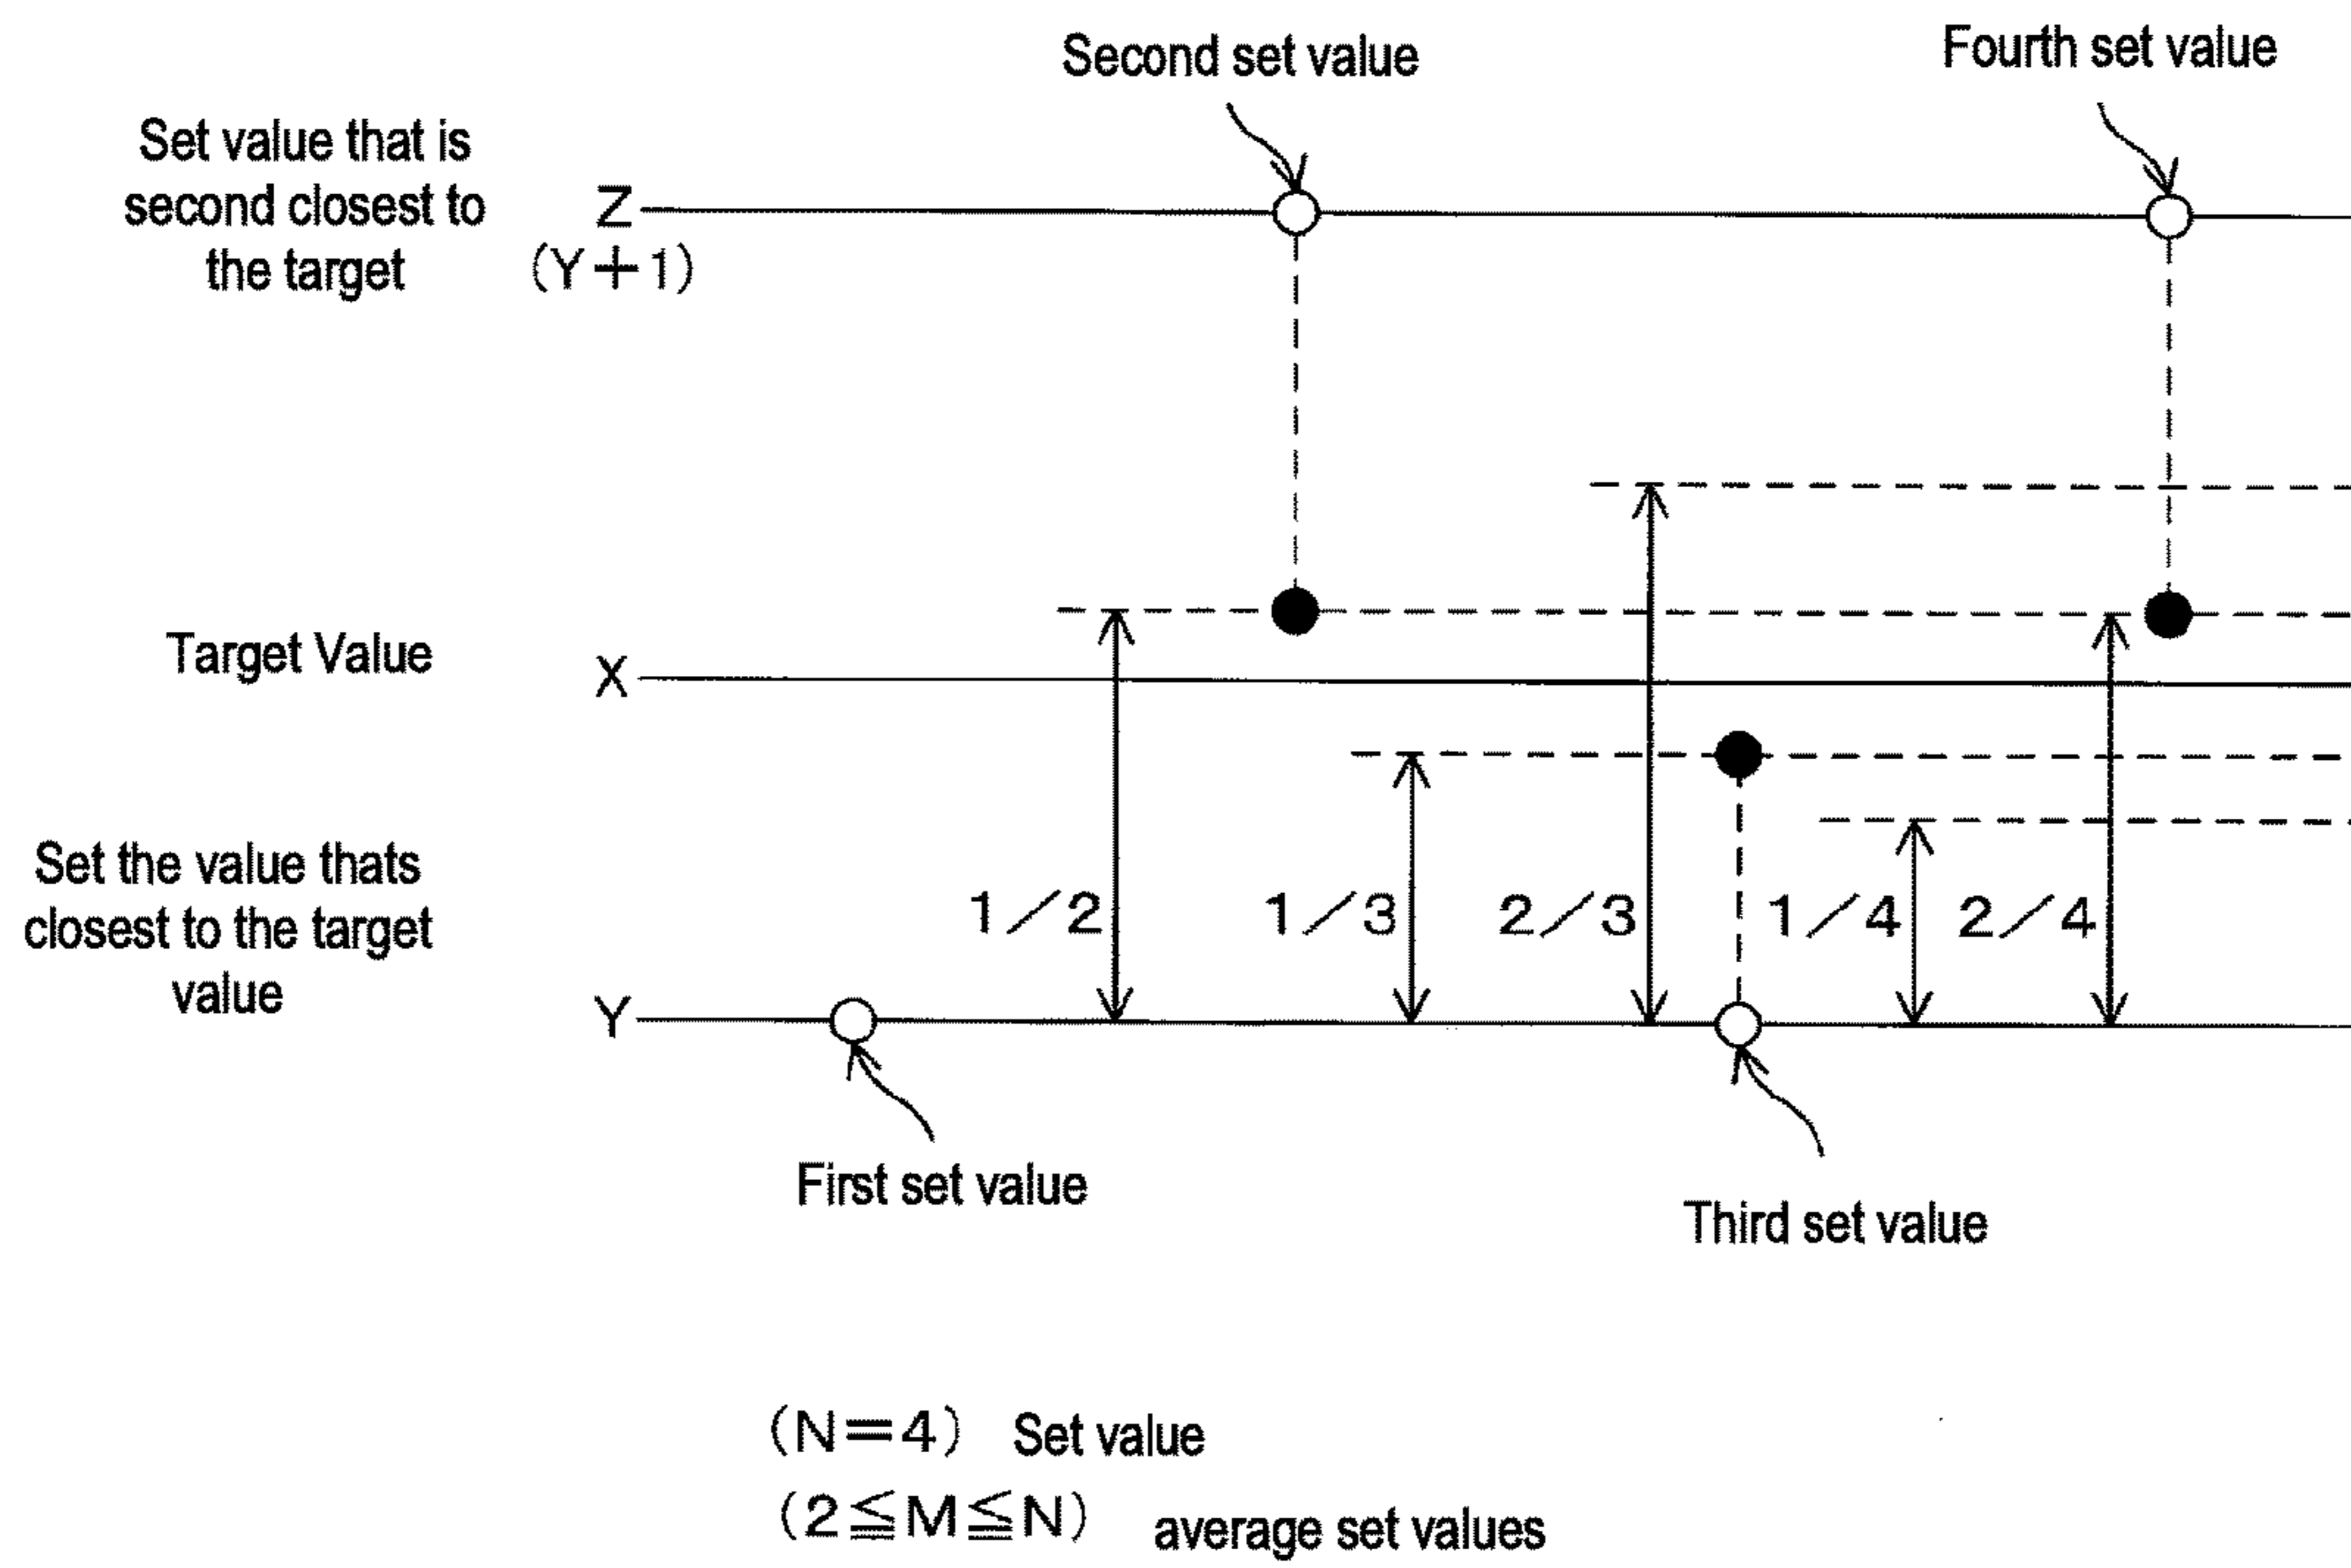 Second set value
Fourth set value
Set value that is
second closest to
the target
Z
(Y+1)
Target Value
X
Set the value thats
closest to the target
value
1/2
1/3
2/3
1/4
2/4
Y
First set value
Third set value
(N=4) Set value
(2≦M≦N) average set values